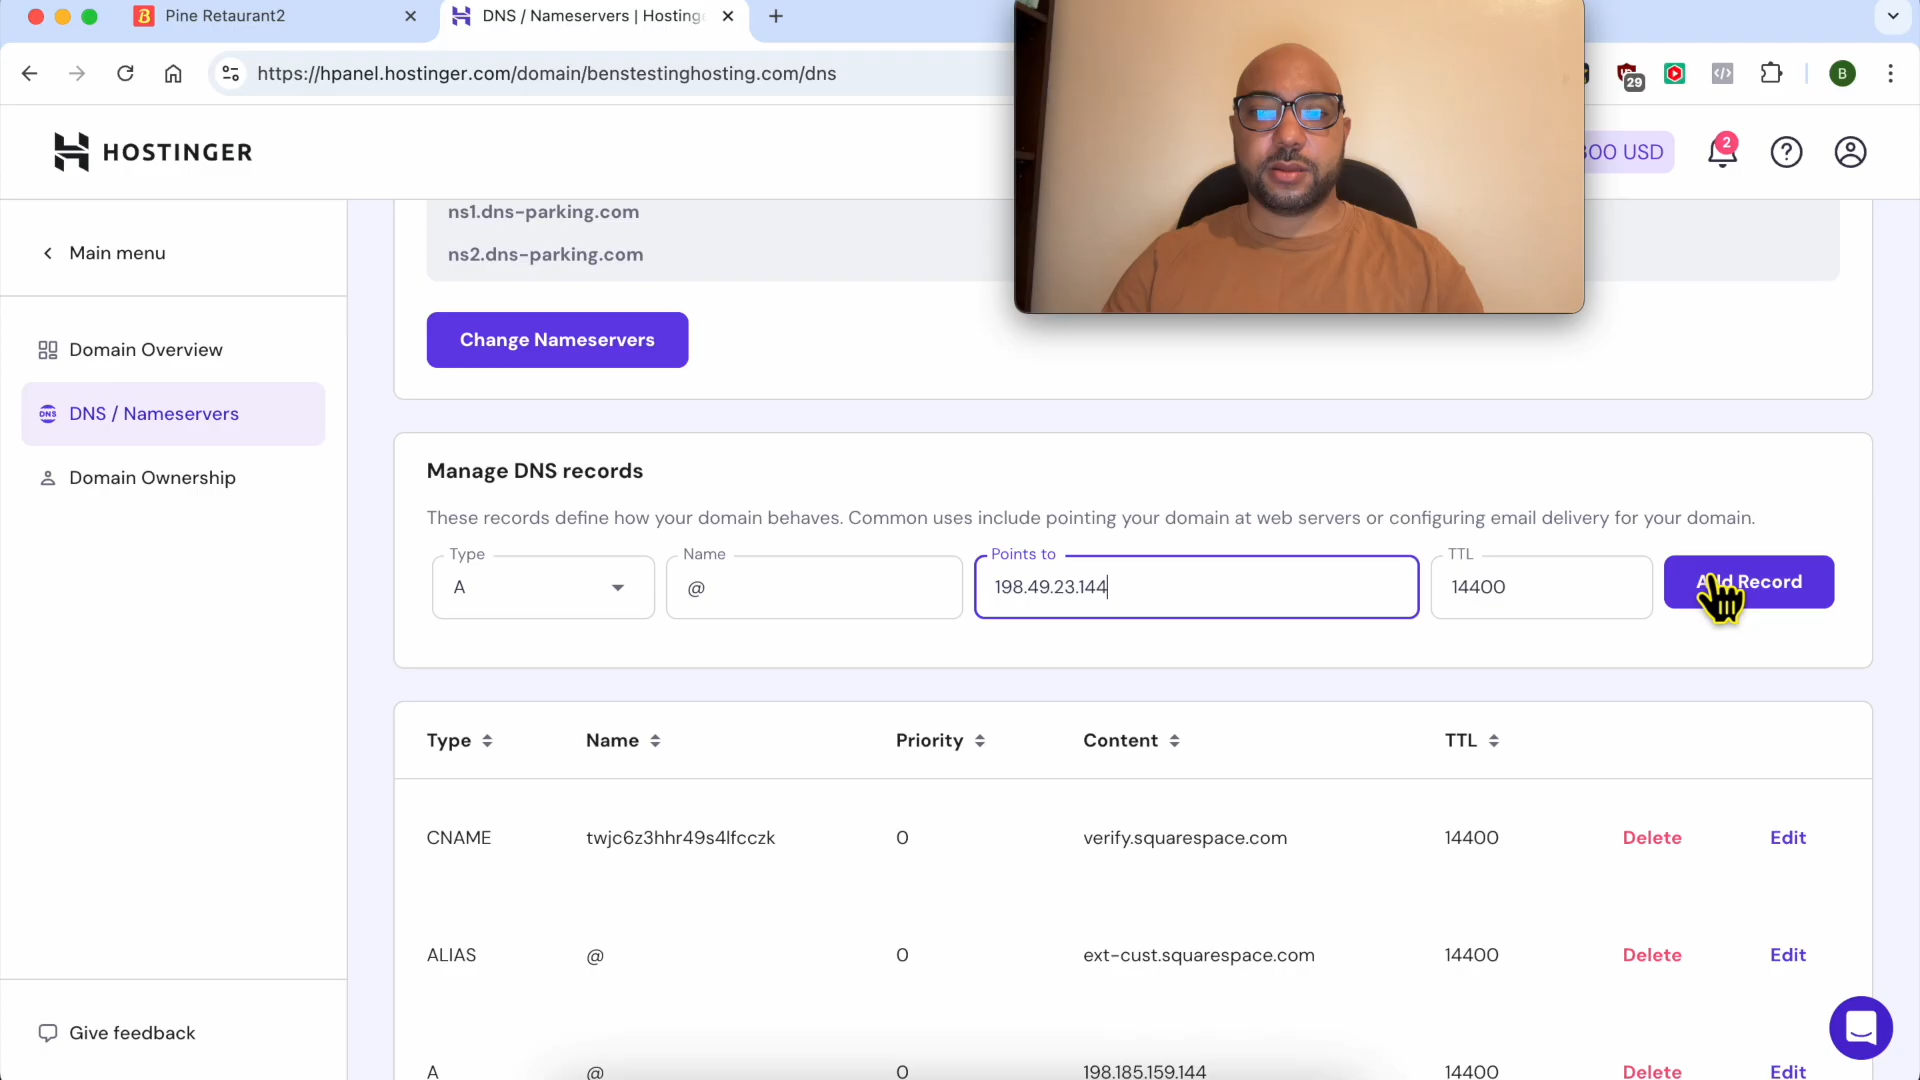 Pine Retaurant2
DNS / Nameservers | Hosting
https://hpanel.hostinger.com/domain/benstestinghosting.com/dns
29
B
HOSTINGER
USD
2
ns1.dns-parking.com
ns2.dns-parking.com
Main menu
Change Nameservers
Domain Overview
DNS / Nameservers
Domain Ownership
Manage DNS records
These records define how your domain behaves. Common uses include pointing your domain at web servers or configuring email delivery for your domain.
Type
Name
Points to
TTL
A
@
198.49.23.144
14400
Add Record
Type
Name
Priority
Content
TTL
CNAME
twjc6z3hhr49s4lfcczk
0
verify.squarespace.com
14400
Delete
Edit
ALIAS
@
0
ext-cust.squarespace.com
14400
Delete
Edit
A
@
0
198.185.159.144
14400
Delete
Edit
Give feedback